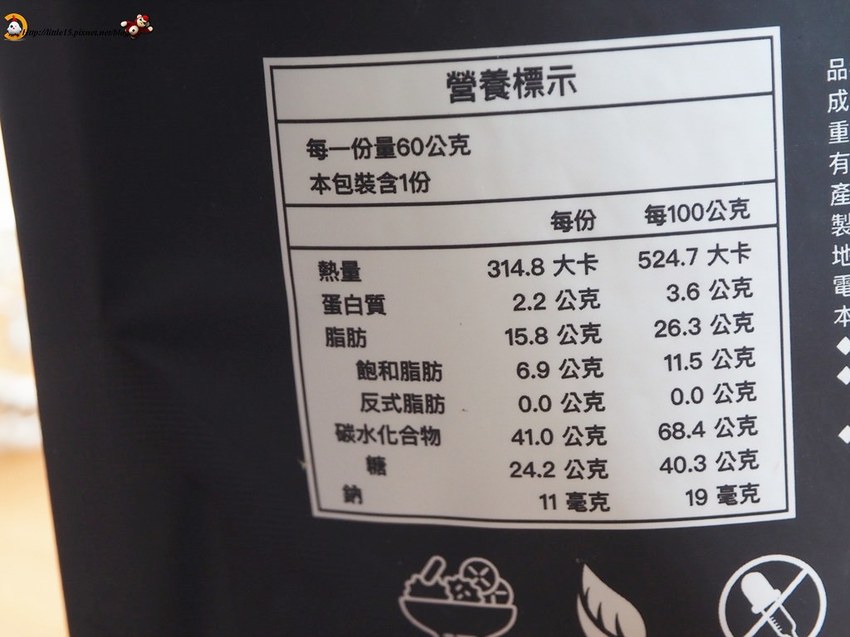 營養標示
每一份量60公克
本包裝含1份
每份 每100公克
熱量 314.8 大卡 524.7 大卡
蛋白質 2.2 公克 3.6 公克
脂肪 15.8 公克 26.3 公克
飽和脂肪 6.9 公克 11.5 公克
反式脂肪 0.0 公克 0.0 公克
碳水化合物 41.0 公克 68.4 公克
糖 24.2 公克 40.3 公克
鈉 11 毫克 19 毫克
品
成
重
有
產
製
地
電
本